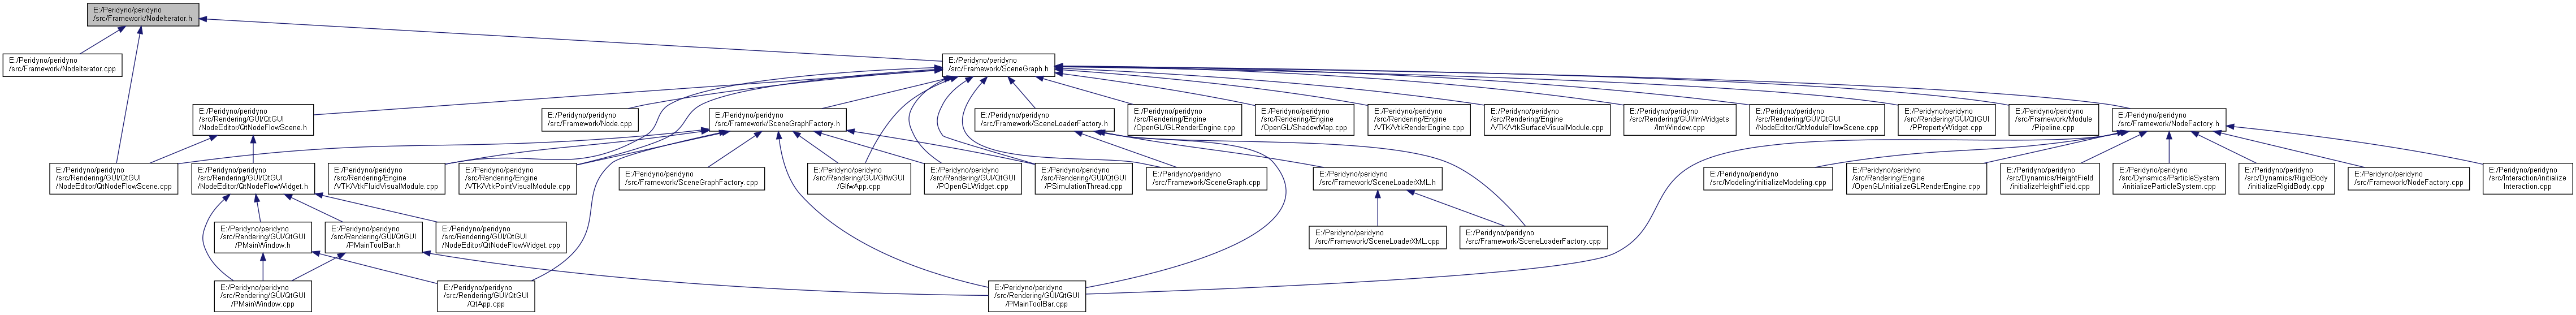 E:/Peridyno/peridyno
/src/Framework/NodeIterator.h
E:/Peridyno/peridyno
/src/Framework/NodeIterator.cpp
E:/Peridyno/peridyno
/src/Framework/SceneGraph.h
E:/Peridyno/peridyno
/src/Rendering/GUI/QtGUI
/NodeEditor/QtNodeFlowScene.h
E:/Peridyno/peridyno
/src/Framework/Node.cpp
E:/Peridyno/peridyno
/src/Framework/SceneGraphFactory.h
E:/Peridyno/peridyno
/src/Framework/SceneLoaderFactory.h
E:/Peridyno/peridyno
/src/Rendering/Engine
/OpenGL/GLRenderEngine.cpp
E:/Peridyno/peridyno
/src/Rendering/Engine
/OpenGL/ShadowMap.cpp
E:/Peridyno/peridyno
/src/Rendering/Engine
/VTK/VtkRenderEngine.cpp
E:/Peridyno/peridyno
/src/Rendering/Engine
/VTK/VtkSurfaceVisualModule.cpp
E:/Peridyno/peridyno
/src/Rendering/GUI/ImWidgets
/ImWindow.cpp
E:/Peridyno/peridyno
/src/Rendering/GUI/QtGUI
/NodeEditor/QtModuleFlowScene.cpp
E:/Peridyno/peridyno
/src/Rendering/GUI/QtGUI
/PPropertyWidget.cpp
E:/Peridyno/peridyno
/src/Framework/Module
/Pipeline.cpp
E:/Peridyno/peridyno
/src/Framework/NodeFactory.h
E:/Peridyno/peridyno
/src/Rendering/GUI/QtGUI
/NodeEditor/QtNodeFlowScene.cpp
E:/Peridyno/peridyno
/src/Rendering/GUI/QtGUI
/NodeEditor/QtNodeFlowWidget.h
E:/Peridyno/peridyno
/src/Rendering/Engine
/VTK/VtkFluidVisualModule.cpp
E:/Peridyno/peridyno
/src/Rendering/Engine
/VTK/VtkPointVisualModule.cpp
E:/Peridyno/peridyno
/src/Framework/SceneGraphFactory.cpp
E:/Peridyno/peridyno
/src/Rendering/GUI/GlfwGUI
/GlfwApp.cpp
E:/Peridyno/peridyno
/src/Rendering/GUI/QtGUI
/POpenGLWidget.cpp
E:/Peridyno/peridyno
/src/Rendering/GUI/QtGUI
/PSimulationThread.cpp
E:/Peridyno/peridyno
/src/Framework/SceneGraph.cpp
E:/Peridyno/peridyno
/src/Framework/SceneLoaderXML.h
E:/Peridyno/peridyno
/src/Modeling/initializeModeling.cpp
E:/Peridyno/peridyno
/src/Rendering/Engine
/OpenGL/initializeGLRenderEngine.cpp
E:/Peridyno/peridyno
/src/Dynamics/HeightField
/initializeHeightField.cpp
E:/Peridyno/peridyno
/src/Dynamics/ParticleSystem
/initializeParticleSystem.cpp
E:/Peridyno/peridyno
/src/Dynamics/RigidBody
/initializeRigidBody.cpp
E:/Peridyno/peridyno
/src/Framework/NodeFactory.cpp
E:/Peridyno/peridyno
/src/Interaction/initialize
Interaction.cpp
E:/Peridyno/peridyno
/src/Rendering/GUI/QtGUI
/PMainWindow.h
E:/Peridyno/peridyno
/src/Rendering/GUI/QtGUI
/PMainToolBar.h
E:/Peridyno/peridyno
/src/Rendering/GUI/QtGUI
/NodeEditor/QtNodeFlowWidget.cpp
E:/Peridyno/peridyno
/src/Framework/SceneLoaderXML.cpp
E:/Peridyno/peridyno
/src/Framework/SceneLoaderFactory.cpp
E:/Peridyno/peridyno
/src/Rendering/GUI/QtGUI
/PMainWindow.cpp
E:/Peridyno/peridyno
/src/Rendering/GUI/QtGUI
/QtApp.cpp
E:/Peridyno/peridyno
/src/Rendering/GUI/QtGUI
/PMainToolBar.cpp